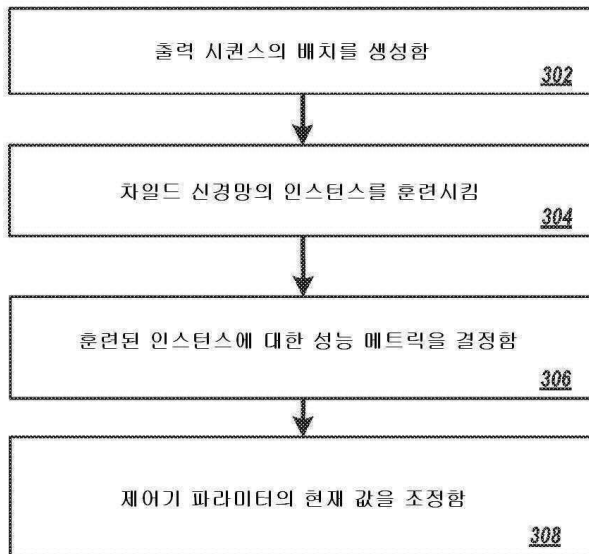 출력 시퀀스의 배치를 생성함
302
차일드 신경망의 인스턴스를 훈련시킴
304
훈련된 인스턴스에 대한 성능 메트릭을 결정함
306
제어기 파라미터의 현재 값을 조정함
308